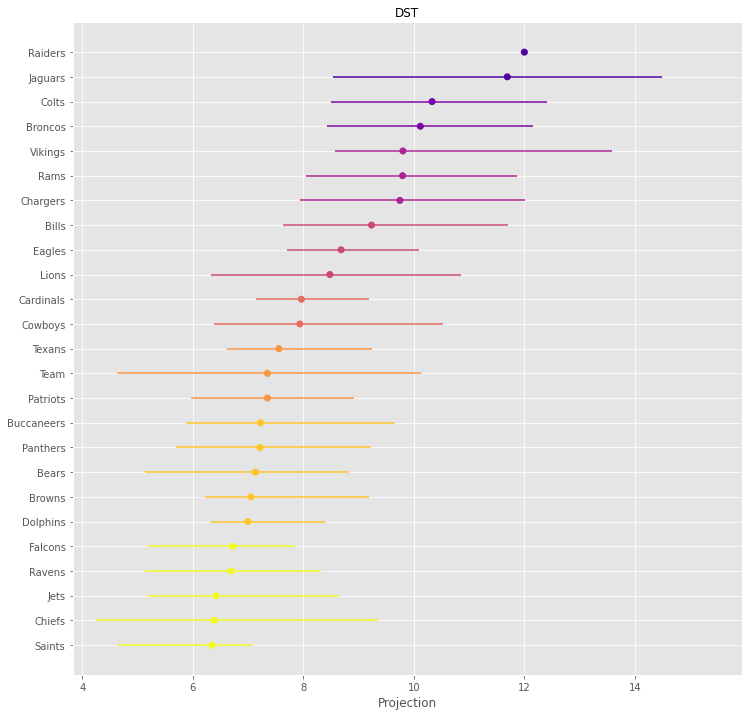 DST
Raiders
Jaguars
Colts
Broncos
Vikings
Rams
Chargers
Bills
Eagles
Lions
Cardinals
Cowboys
Texans
Team
Patriots
Buccaneers
Panthers
Bears
Browns
Dolphins
Falcons
Ravens
Jets
Chiefs
Saints
4 6 8 10 12 14
Projection